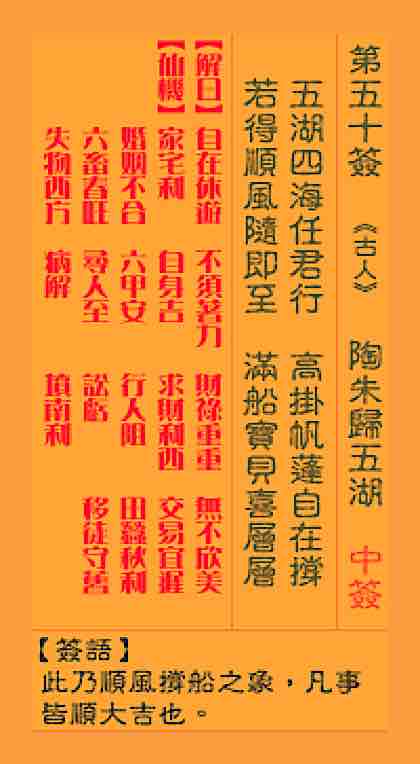 第五十簽 《古人》 陶朱歸五湖 中簽
五湖四海任君行 高掛帆蓬自在撐
若得順風隨即至 滿船寶貝喜層層
【解曰】自在休遊 不須著力 財祿重重 無不欣美
【仙機】家宅利 自身吉 求財利西 交易宜遲
婚姻不合 六甲安 行人阻 田蠶秋利
六畜春旺 尋人至 訟虧 移徒守舊
失物西方 病解 墳南利
【簽語】
此乃順風撐船之象，凡事
皆順大吉也。